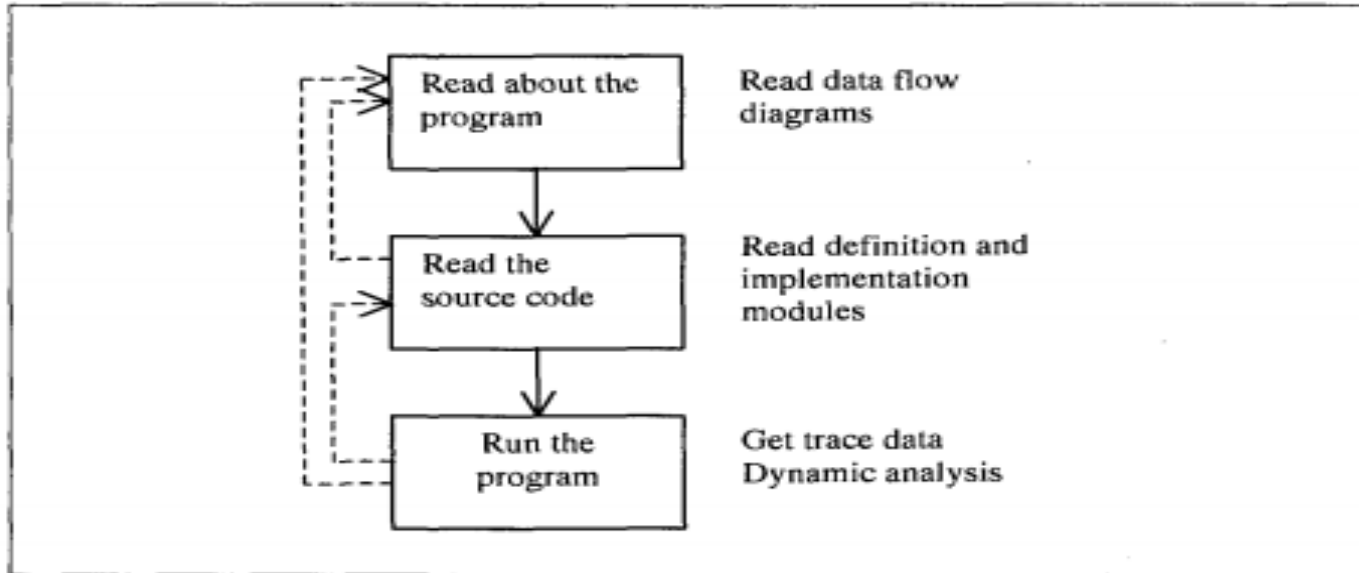 Read about the
program
Read data flow
diagrams
Read the
source code
Read definition and
implementation
modules
Run the
program
Get trace data
Dynamic analysis